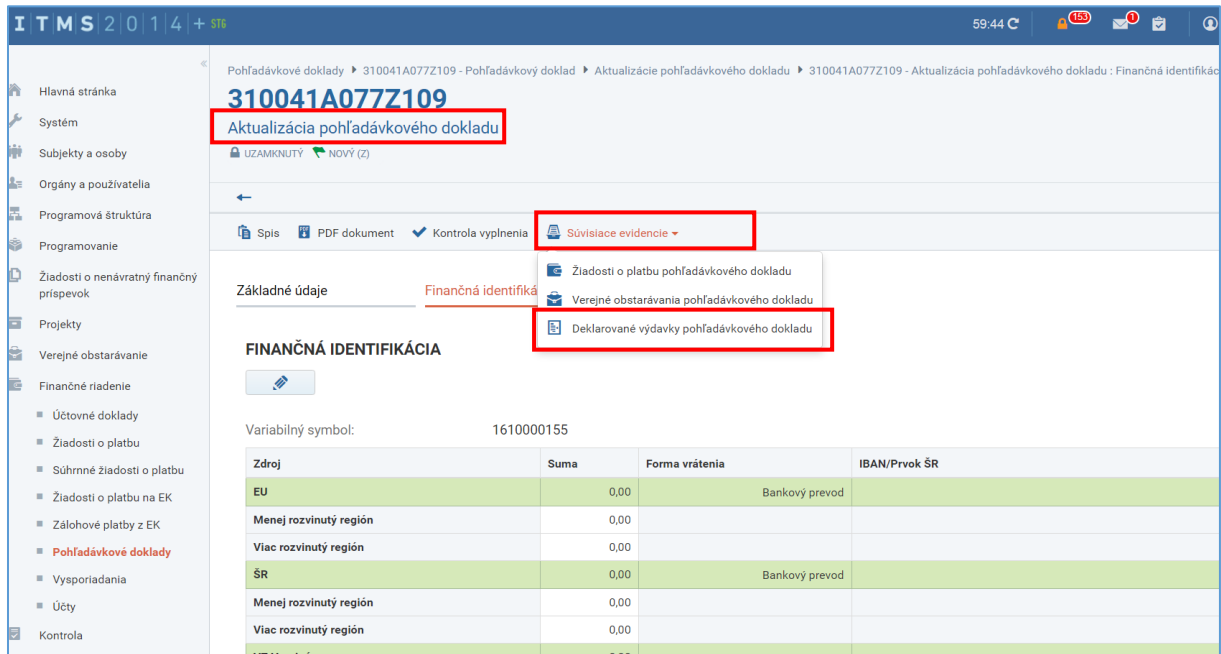 ITMS2014+ STG
59:44
153
1
Pohľadávkové doklady 310041A077Z109 - Pohľadávkový doklad Aktualizácie pohľadávkového dokladu 310041A077Z109 - Aktualizácia pohľadávkového dokladu : Finančná identifikác
310041A077Z109
Aktualizácia pohľadávkového dokladu
UZAMKNUTÝ NOVÝ (Z)
Hlavná stránka
Systém
Subjekty a osoby
Orgány a používatelia
Programová štruktúra
Programovanie
Žiadosti o nenávratný finančný
príspevok
Projekty
Verejné obstarávanie
Finančné riadenie
Účtovné doklady
Žiadosti o platbu
Súhrnné žiadosti o platbu
Žiadosti o platbu na EK
Zálohové platby z EK
Pohľadávkové doklady
Vysporiadania
Účty
Kontrola
Spis PDF dokument Kontrola vyplnenia Súvisiace evidencie
Žiadosti o platbu pohľadávkového dokladu
Verejné obstarávania pohľadávkového dokladu
Deklarované výdavky pohľadávkového dokladu
Základné údaje Finančná identifiká
FINANČNÁ IDENTIFIKÁCIA
Variabilný symbol: 1610000155
Zdroj Suma Forma vrátenia IBAN/Prvok ŠR
EU 0,00 Bankový prevod
Menej rozvinutý región 0,00
Viac rozvinutý región 0,00
ŠR 0,00 Bankový prevod
Menej rozvinutý región 0,00
Viac rozvinutý región 0,00